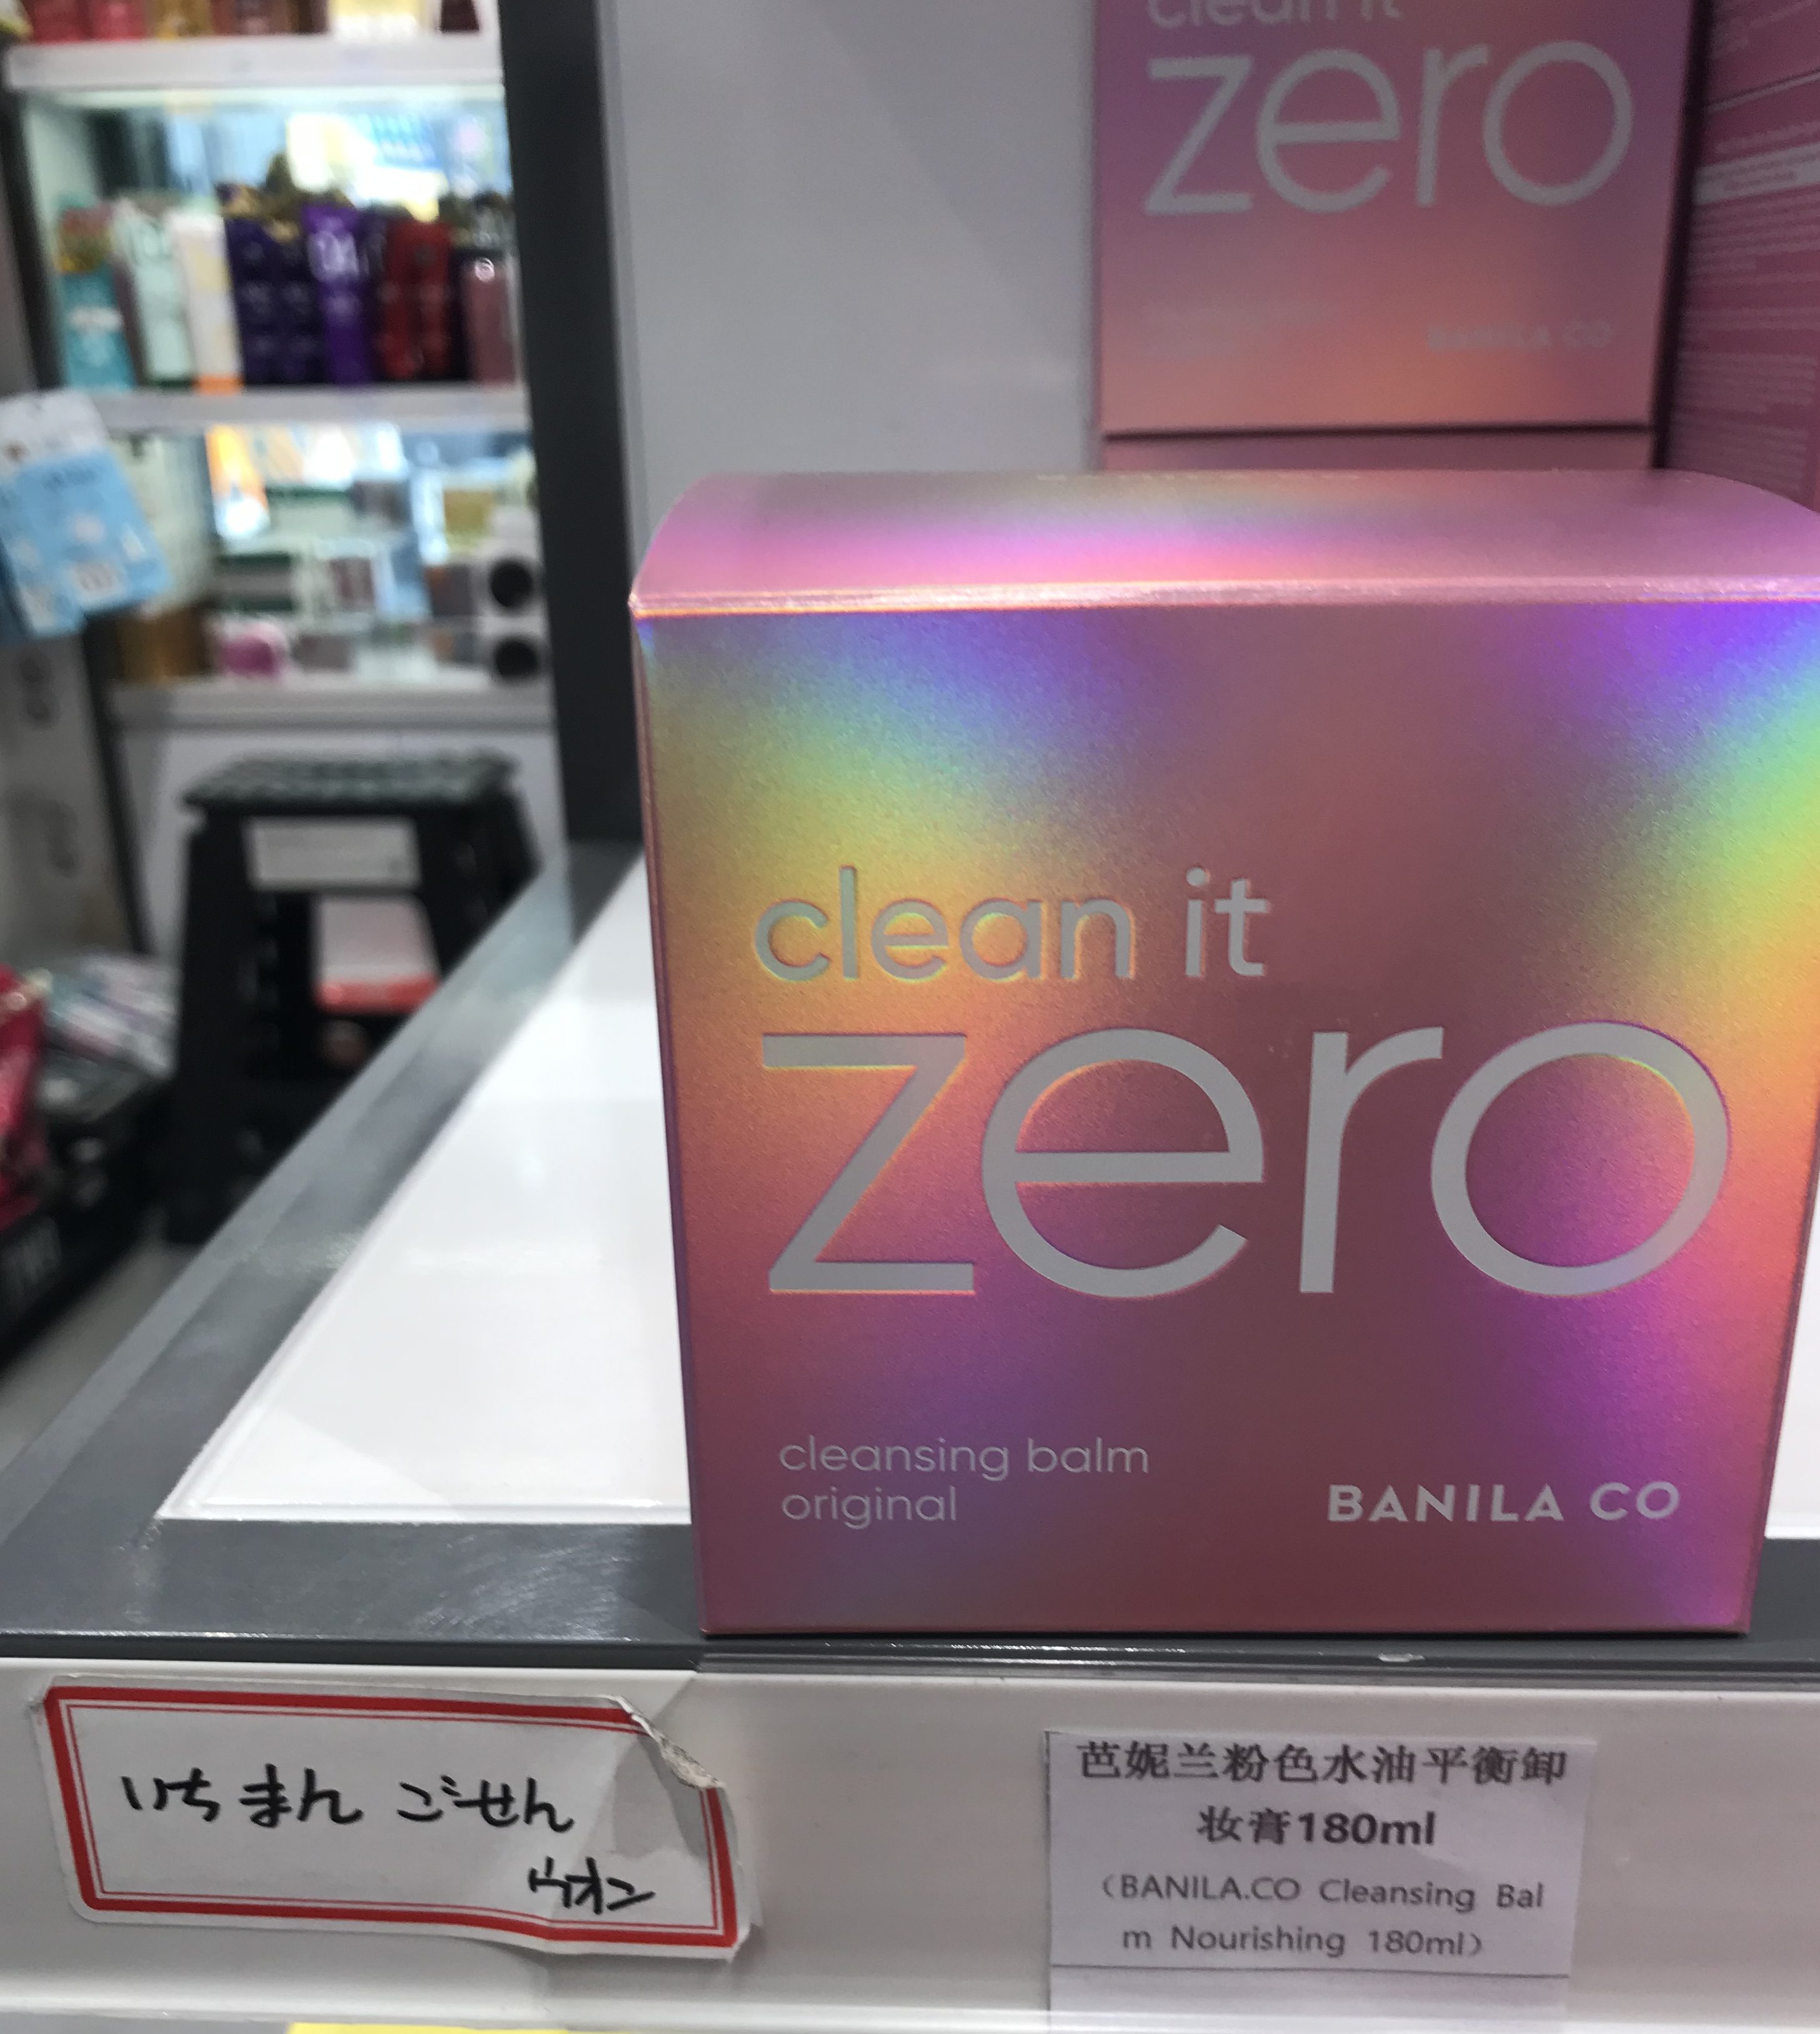 clean it
zero
BANILA CO
clean it
zero
cleansing balm
original
BANILA CO
いちまんごせん
ウオン
芭妮兰粉色水油平衡卸
妆膏180ml
(BANILA.CO Cleansing Bal
m Nourishing 180ml)